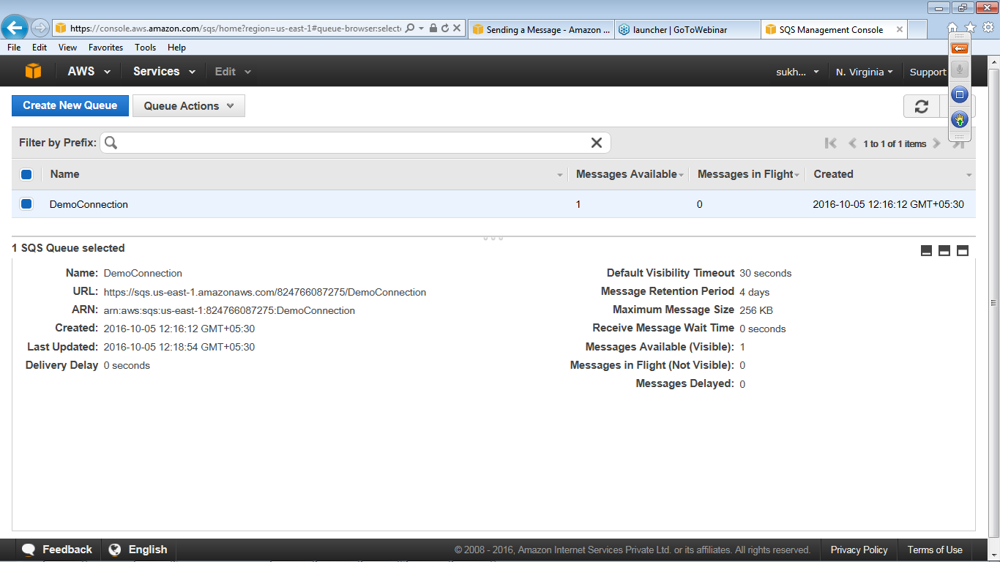 https://console.aws.amazon.com/sqs/home?region=us-east-1#queue-browser:select
Sending a Message - Amazon ...
launcher | GoToWebinar
SQS Management Console
File Edit View Favorites Tools Help
AWS Services Edit sukh... N. Virginia Support
Create New Queue Queue Actions
Filter by Prefix: 1 to 1 of 1 items
Name Messages Available Messages in Flight Created
DemoConnection 1 0 2016-10-05 12:16:12 GMT+05:30
1 SQS Queue selected
Name: DemoConnection
URL: https://sqs.us-east-1.amazonaws.com/824766087275/DemoConnection
ARN: arn:aws:sqs:us-east-1:824766087275:DemoConnection
Created: 2016-10-05 12:16:12 GMT+05:30
Last Updated: 2016-10-05 12:18:54 GMT+05:30
Delivery Delay 0 seconds
Default Visibility Timeout 30 seconds
Message Retention Period 4 days
Maximum Message Size 256 KB
Receive Message Wait Time 0 seconds
Messages Available (Visible): 1
Messages in Flight (Not Visible): 0
Messages Delayed: 0
Feedback English © 2008 - 2016, Amazon Internet Services Private Ltd. or its affiliates. All rights reserved. Privacy Policy Terms of Use